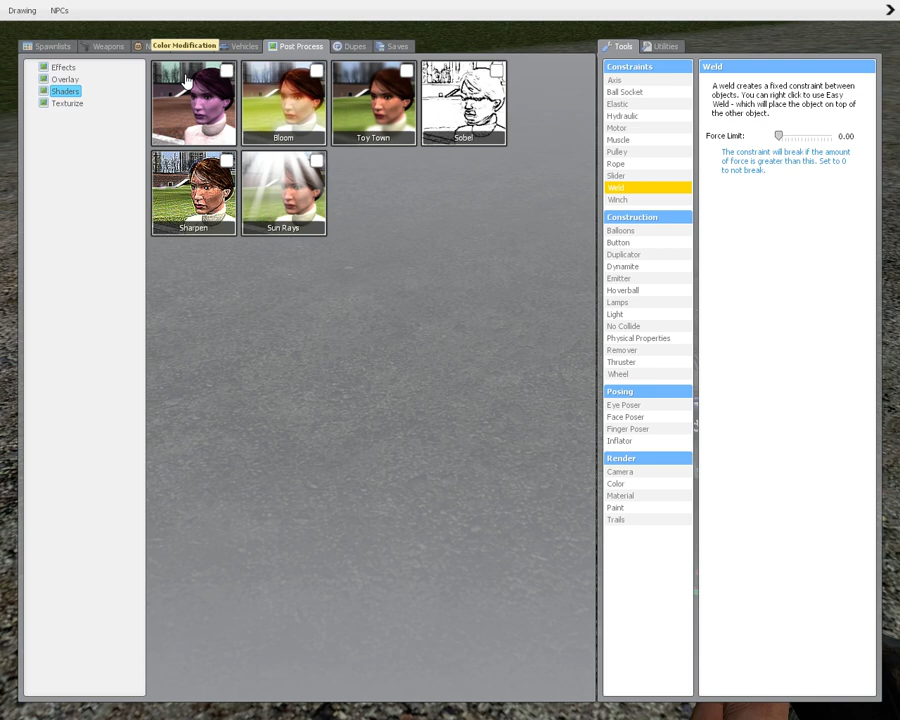 Drawing NPCs
Spawnlists Weapons N Color Modification Vehicles Post Process Dupes Saves
Tools Utilities
Effects
Overlay
Shaders
Texturize
Bloom Toy Town Sobel
Sharpen Sun Rays
Constraints
Axis
Ball Socket
Elastic
Hydraulic
Motor
Muscle
Pulley
Rope
Slider
Weld
Winch
Construction
Balloons
Button
Duplicator
Dynamite
Emitter
Hoverball
Lamps
Light
No Collide
Physical Properties
Remover
Thruster
Wheel
Posing
Eye Poser
Face Poser
Finger Poser
Inflator
Render
Camera
Color
Material
Paint
Trails
Weld
A weld creates a fixed constraint between
objects. You can right click to use Easy
Weld - which will place the object on top of
the other object.
Force Limit: 0.00
The constraint will break if the amount
of force is greater than this. Set to 0
to not break.